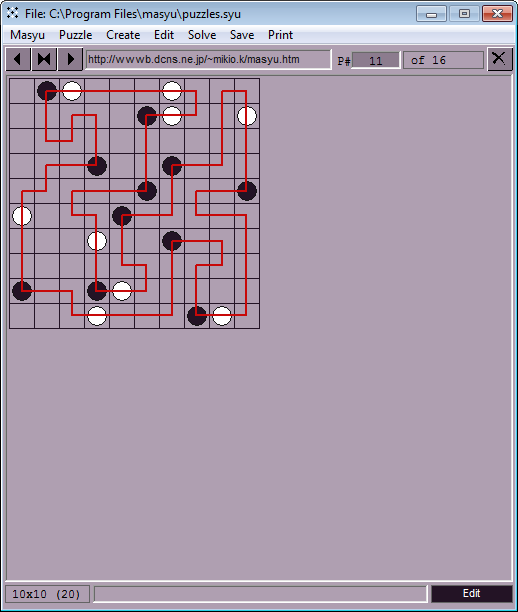 File: C:\Program Files\masyu\puzzles.syu
Masyu Puzzle Create Edit Solve Save Print
http://wwwb.dcns.ne.jp/~mikio.k/masyu.htm P# 11 of 16
10x10 (20) Edit